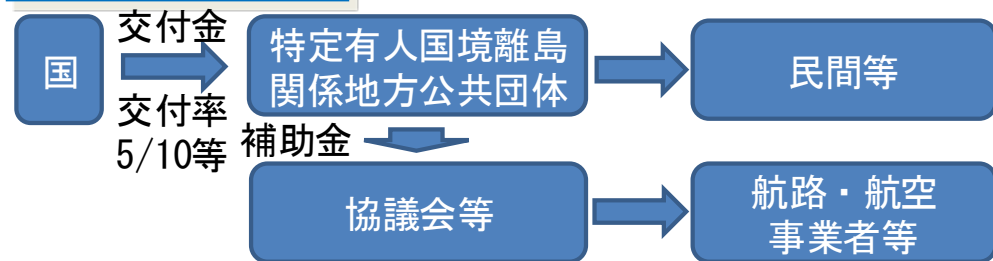 国
交付金
交付率
5/10等
特定有人国境離島
関係地方公共団体
民間等
補助金
協議会等
航路・航空
事業者等